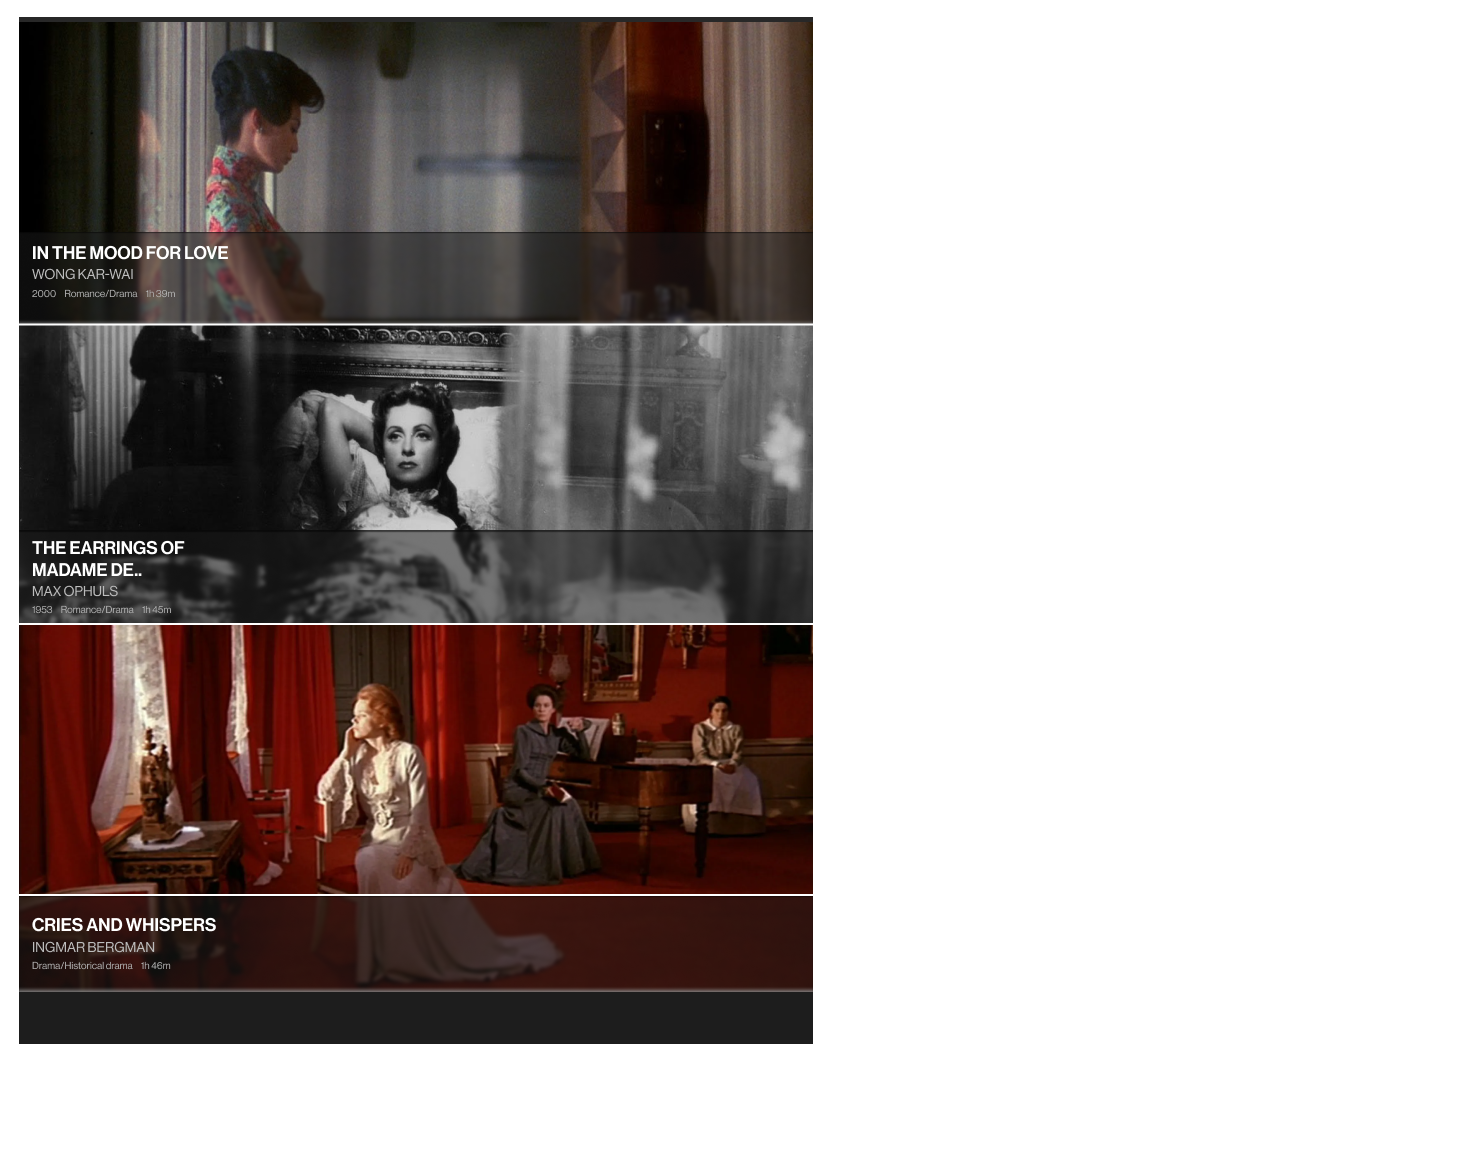 IN THE MOOD FOR LOVE
WONG KAR-WAI
2000 Romance/Drama 1h 39m
THE EARRINGS OF
MADAME DE..
MAX OPHULS
1953 Romance/Drama 1h 45m
CRIES AND WHISPERS
INGMAR BERGMAN
Drama/Historical drama 1h 46m